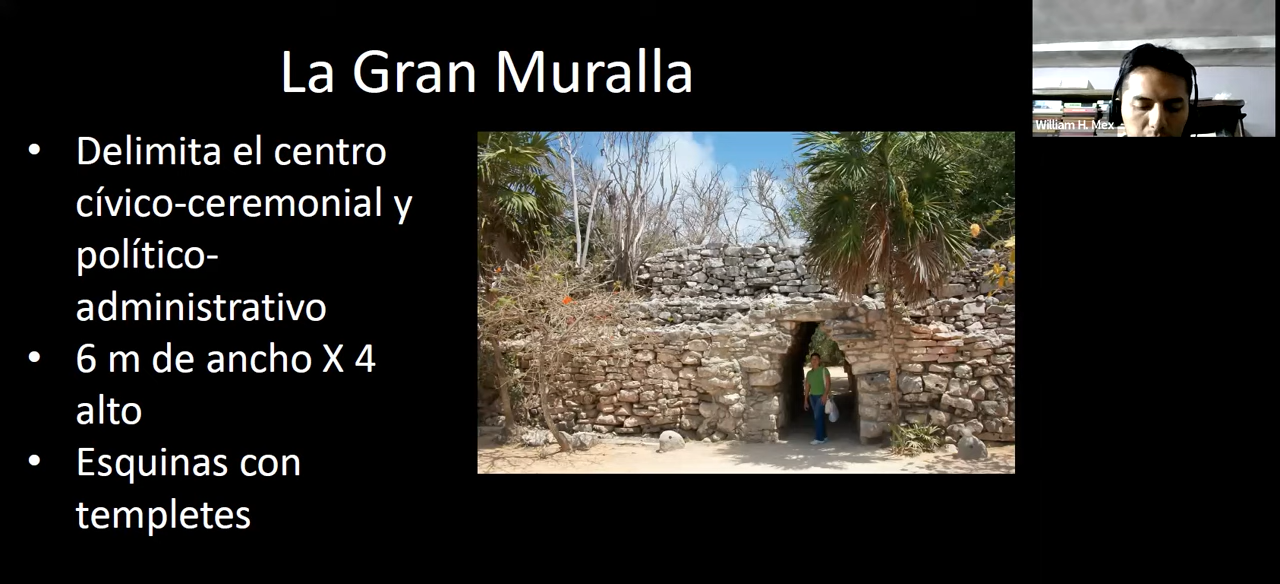 La Gran Muralla
• Delimita el centro
cívico-ceremonial y
político-
administrativo
• 6 m de ancho X 4
alto
• Esquinas con
templetes
William H. Mex